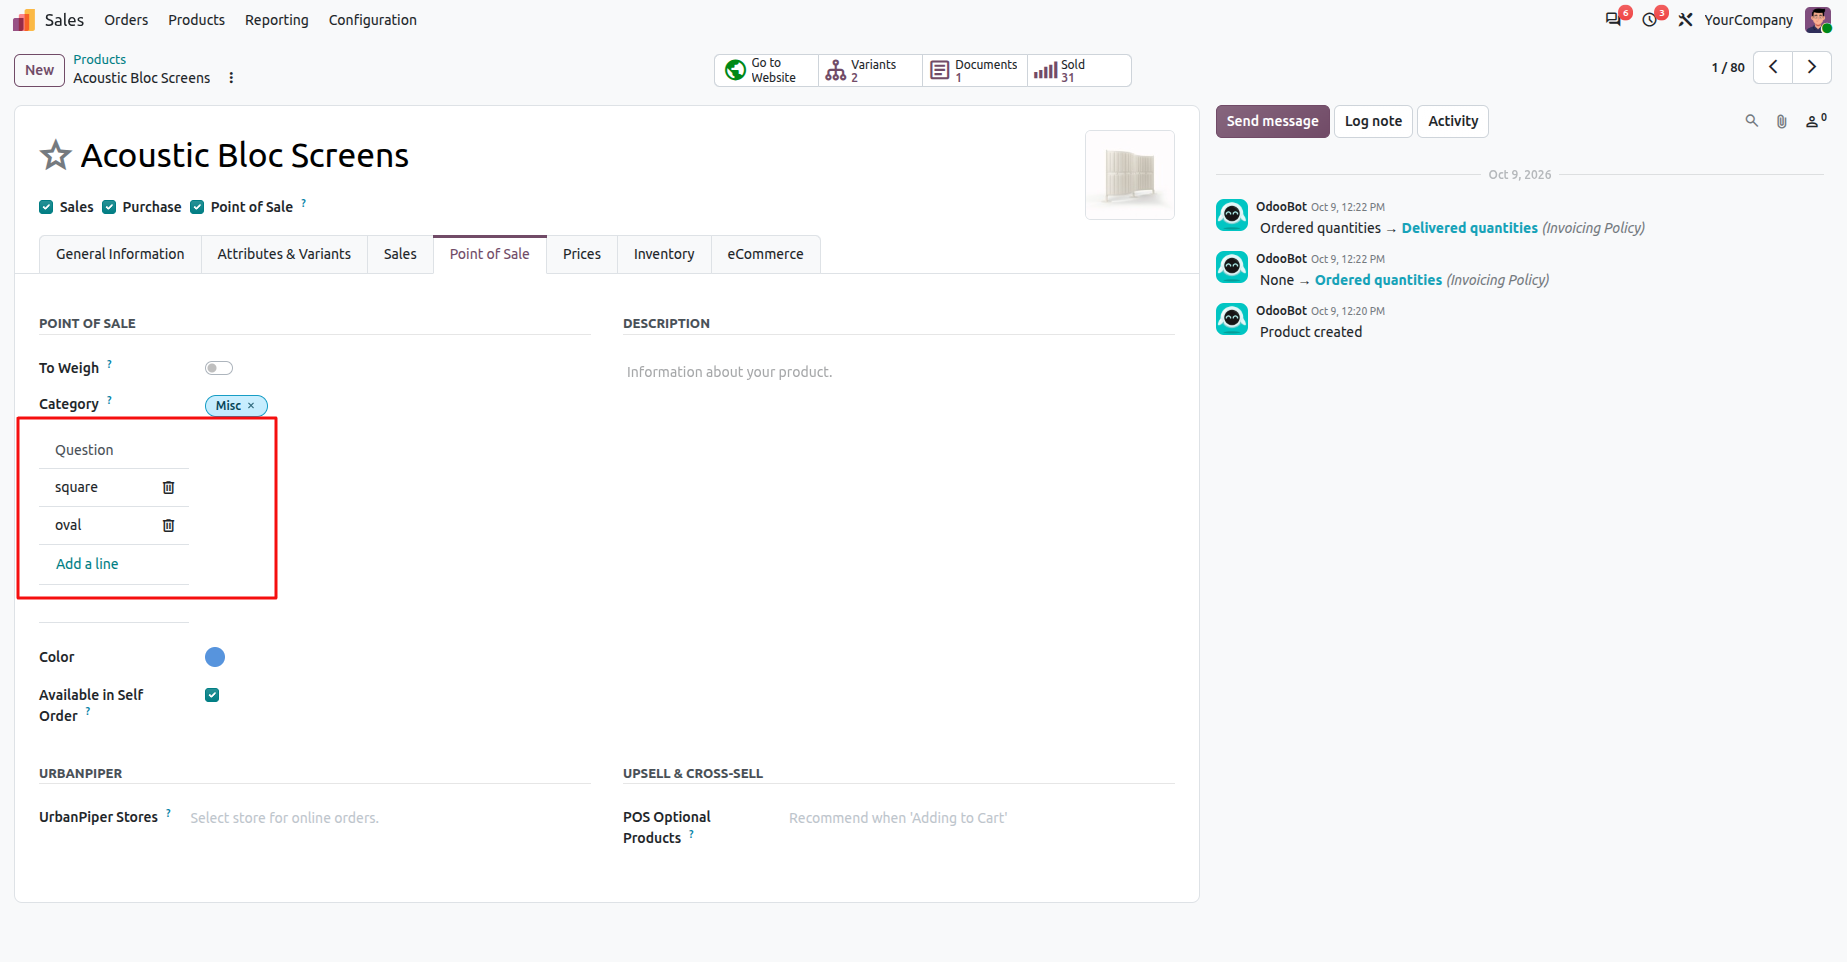 Sales Orders Products Reporting Configuration 6 3 YourCompany
New
Products
Acoustic Bloc Screens
Go to Website
Variants 2
Documents 1
Sold 31
1 / 80
Send message Log note Activity 0
Acoustic Bloc Screens
Sales Purchase Point of Sale ?
General Information Attributes & Variants Sales Point of Sale Prices Inventory eCommerce
POINT OF SALE
To Weigh ?
Category ? Misc ×
Question
square
oval
Add a line
Color
Available in Self
Order ?
DESCRIPTION
Information about your product.
URBANPIPER
UrbanPiper Stores ? Select store for online orders.
UPSELL & CROSS-SELL
POS Optional
Products ?
Recommend when 'Adding to Cart'
Oct 9, 2026
OdooBot Oct 9, 12:22 PM
Ordered quantities → Delivered quantities (Invoicing Policy)
OdooBot Oct 9, 12:22 PM
None → Ordered quantities (Invoicing Policy)
OdooBot Oct 9, 12:20 PM
Product created